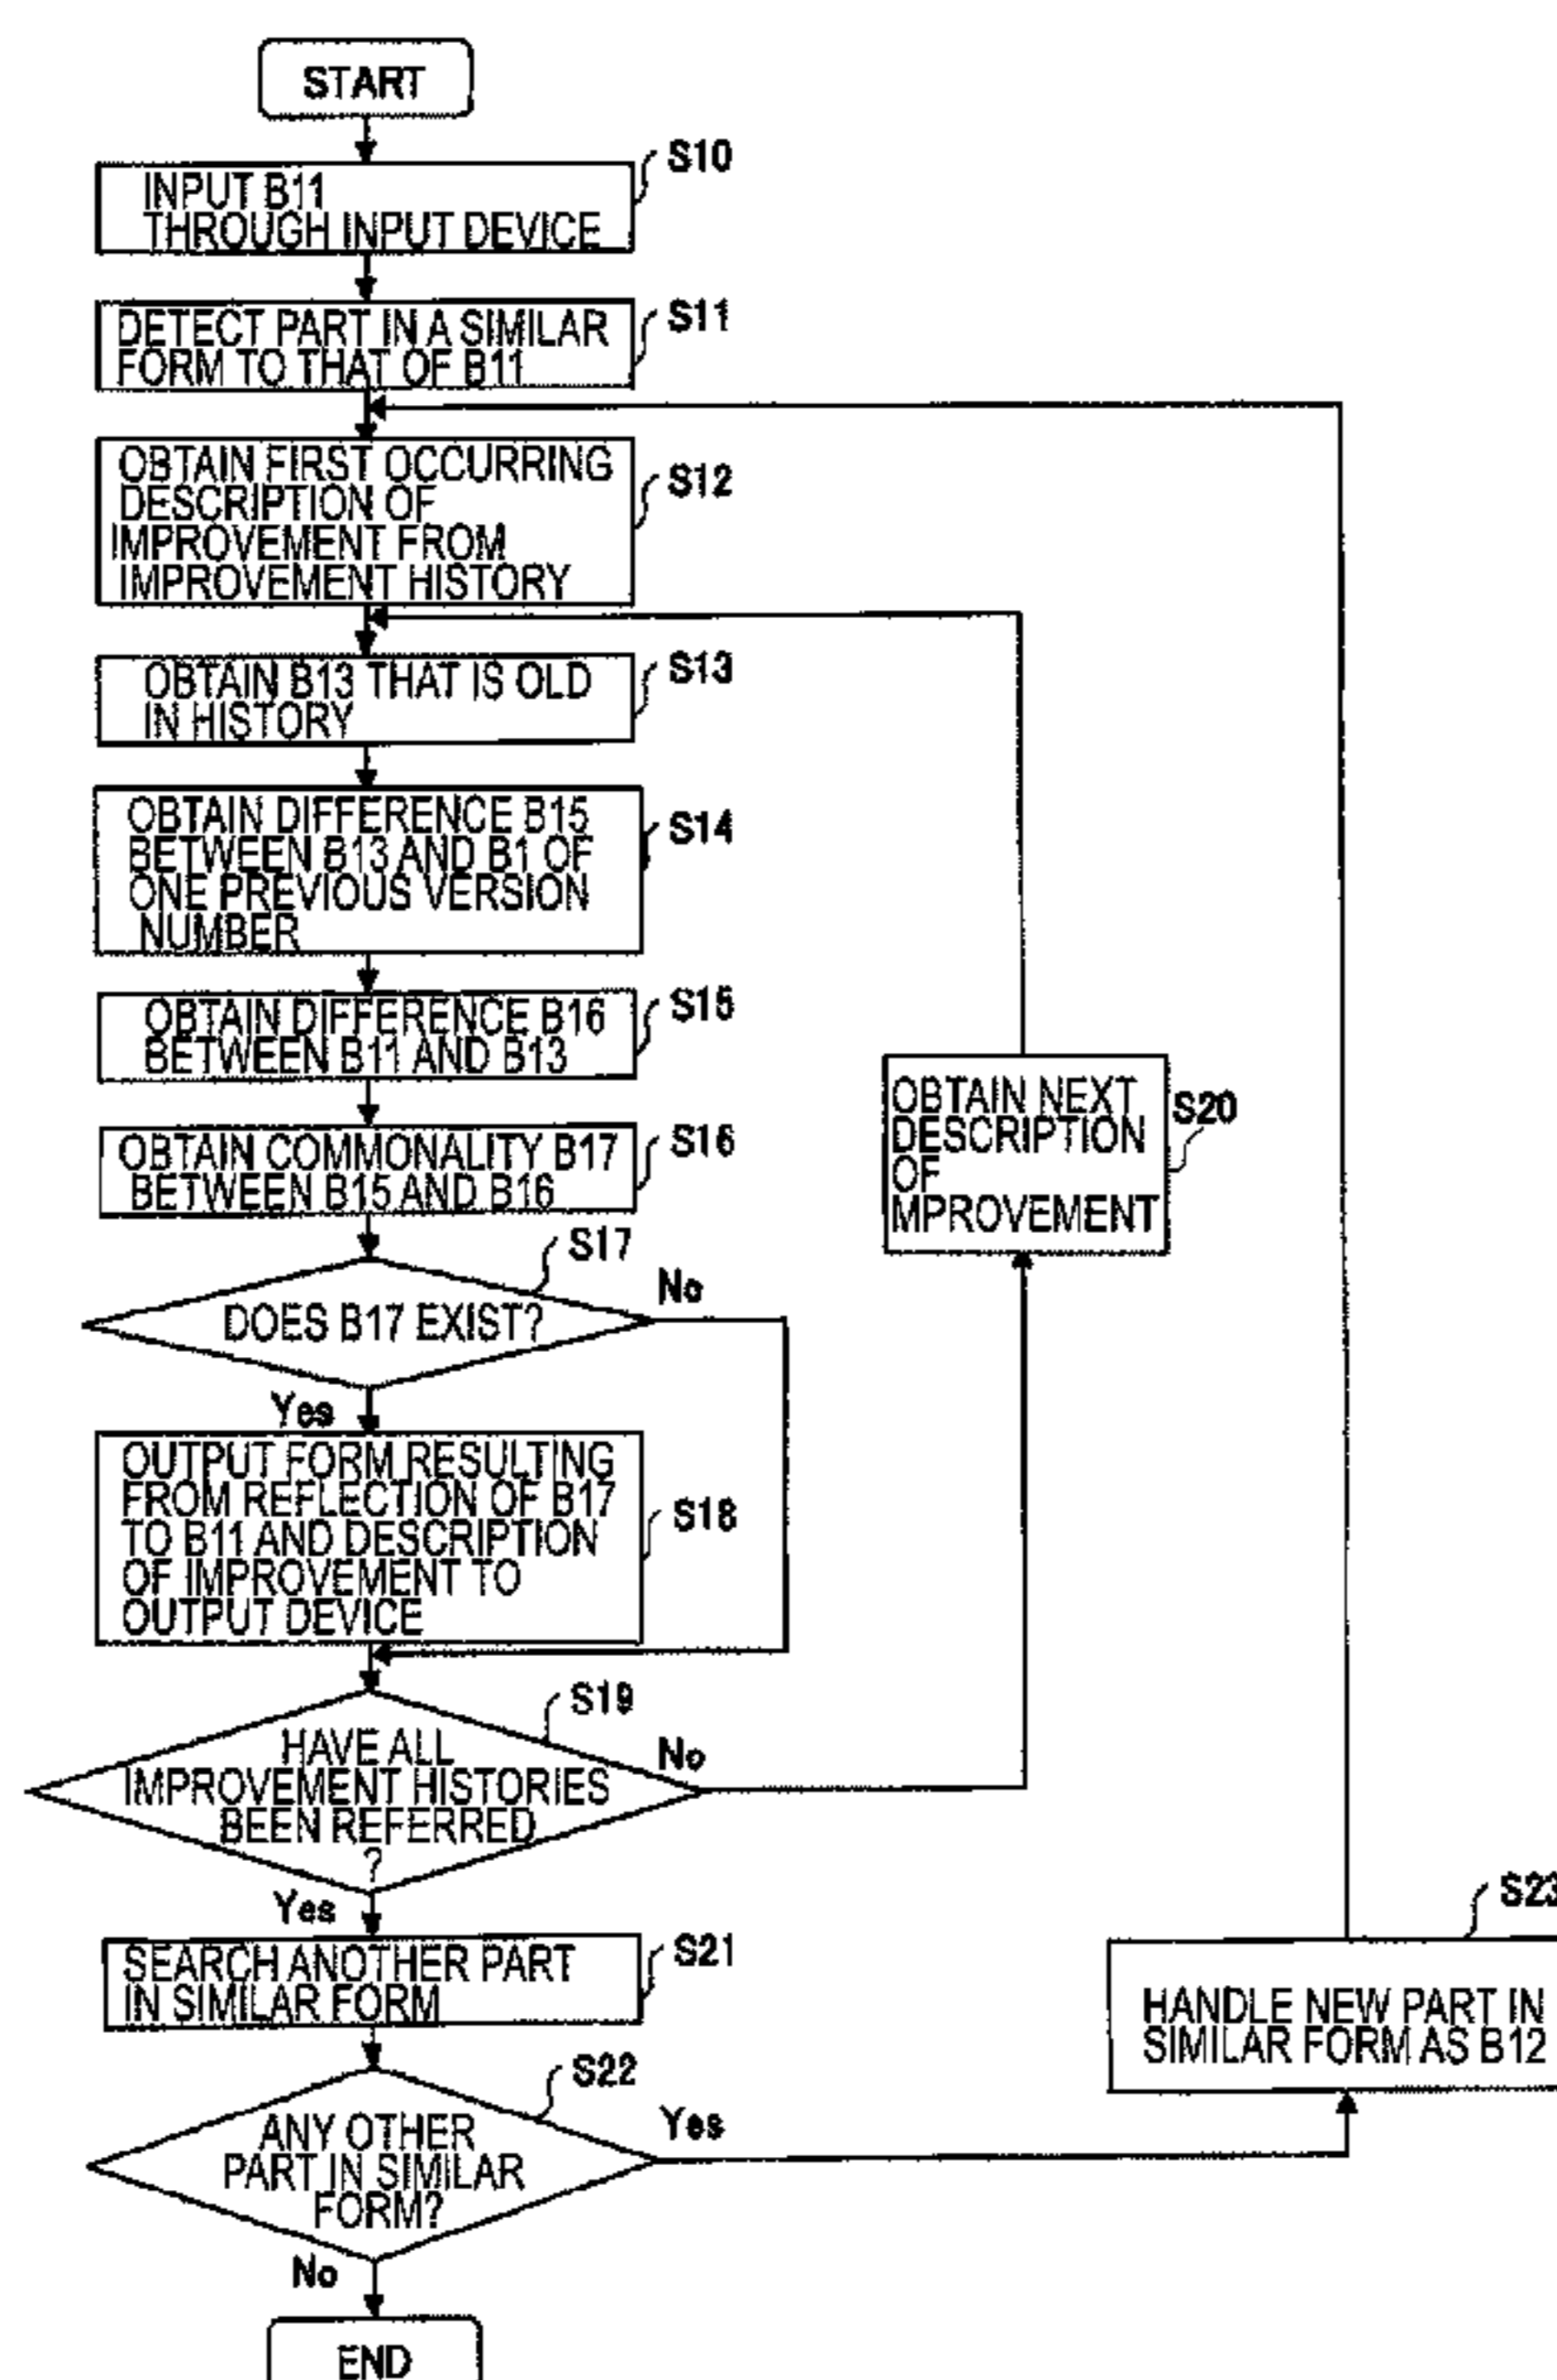 START
S10
INPUT B11
THROUGH INPUT DEVICE
S11
DETECT PART IN A SIMILAR
FORM TO THAT OF B11
S12
OBTAIN FIRST OCCURRING
DESCRIPTION OF
IMPROVEMENT FROM
IMPROVEMENT HISTORY
S13
OBTAIN B13 THAT IS OLD
IN HISTORY
S14
OBTAIN DIFFERENCE B15
BETWEEN B13 AND B1 OF
ONE PREVIOUS VERSION
NUMBER
S15
OBTAIN DIFFERENCE B16
BETWEEN B11 AND B13
S16
OBTAIN COMMONALITY B17
BETWEEN B15 AND B16
S20
OBTAIN NEXT
DESCRIPTION
OF
MPROVEMENT
S17
No
DOES B17 EXIST?
Yes
S18
OUTPUT FORM RESULTING
FROM REFLECTION OF B17
TO B11 AND DESCRIPTION
OF IMPROVEMENT TO
OUTPUT DEVICE
S19
No
HAVE ALL
IMPROVEMENT HISTORIES
BEEN REFERRED
?
Yes
S21
SEARCH ANOTHER PART
IN SIMILAR FORM
S23
HANDLE NEW PART IN
SIMILAR FORM AS B12
S22
Yes
ANY OTHER
PART IN SIMILAR
FORM?
No
END